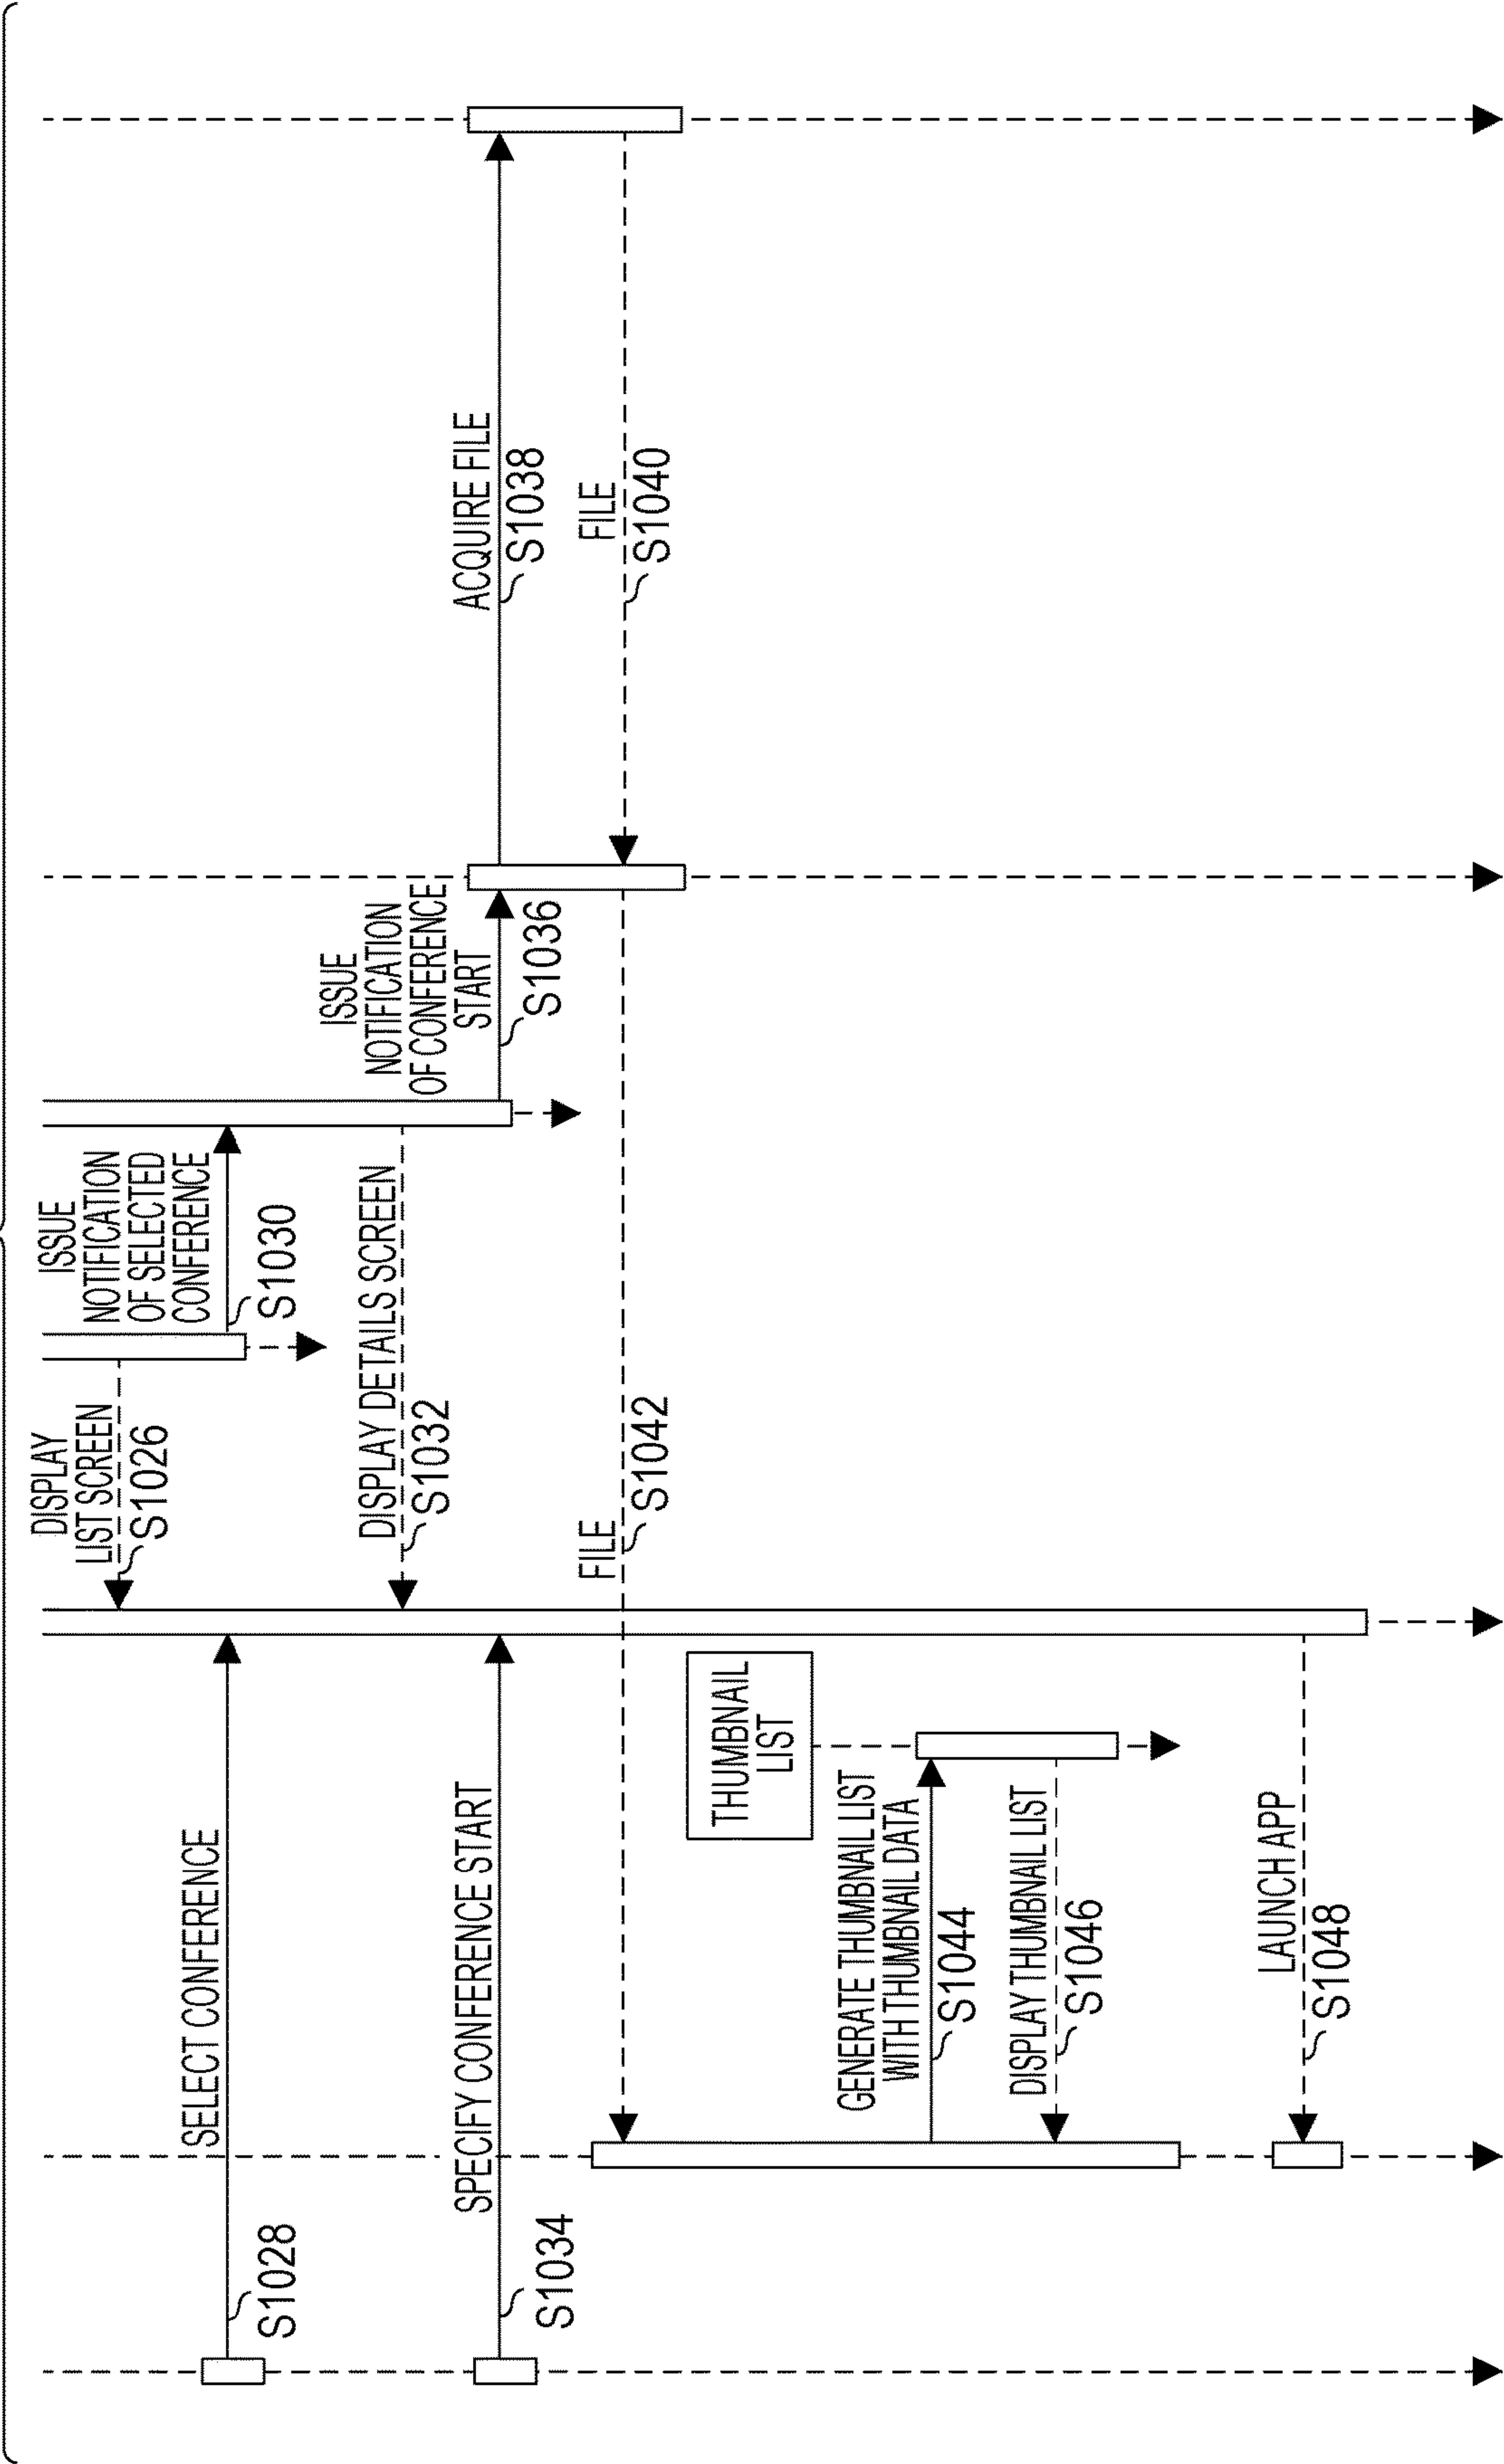 DISPLAY
LIST SCREEN
S1026
SELECT CONFERENCE
S1028
ISSUE
NOTIFICATION
OF SELECTED
CONFERENCE
S1030
DISPLAY DETAILS SCREEN
S1032
SPECIFY CONFERENCE START
S1034
ISSUE
NOTIFICATION
OF CONFERENCE
START
S1036
ACQUIRE FILE
S1038
FILE
S1040
FILE
S1042
THUMBNAIL
LIST
GENERATE THUMBNAIL LIST
WITH THUMBNAIL DATA
S1044
DISPLAY THUMBNAIL LIST
S1046
LAUNCH APP
S1048